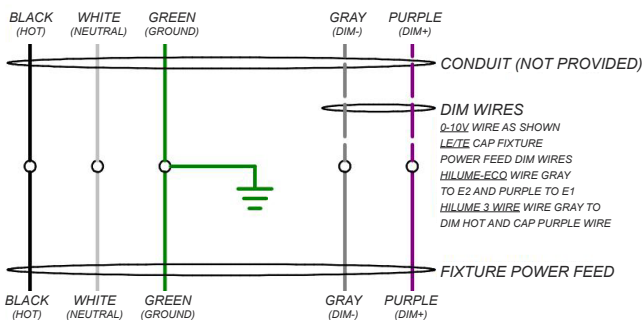 BLACK
(HOT)
WHITE
(NEUTRAL)
GREEN
(GROUND)
GRAY
(DIM-)
PURPLE
(DIM+)
CONDUIT (NOT PROVIDED)
DIM WIRES
0-10V WIRE AS SHOWN
LE/TE CAP FIXTURE
POWER FEED DIM WIRES
HILUME-ECO WIRE GRAY
TO E2 AND PURPLE TO E1
HILUME 3 WIRE WIRE GRAY TO
DIM HOT AND CAP PURPLE WIRE
FIXTURE POWER FEED
BLACK
(HOT)
WHITE
(NEUTRAL)
GREEN
(GROUND)
GRAY
(DIM-)
PURPLE
(DIM+)